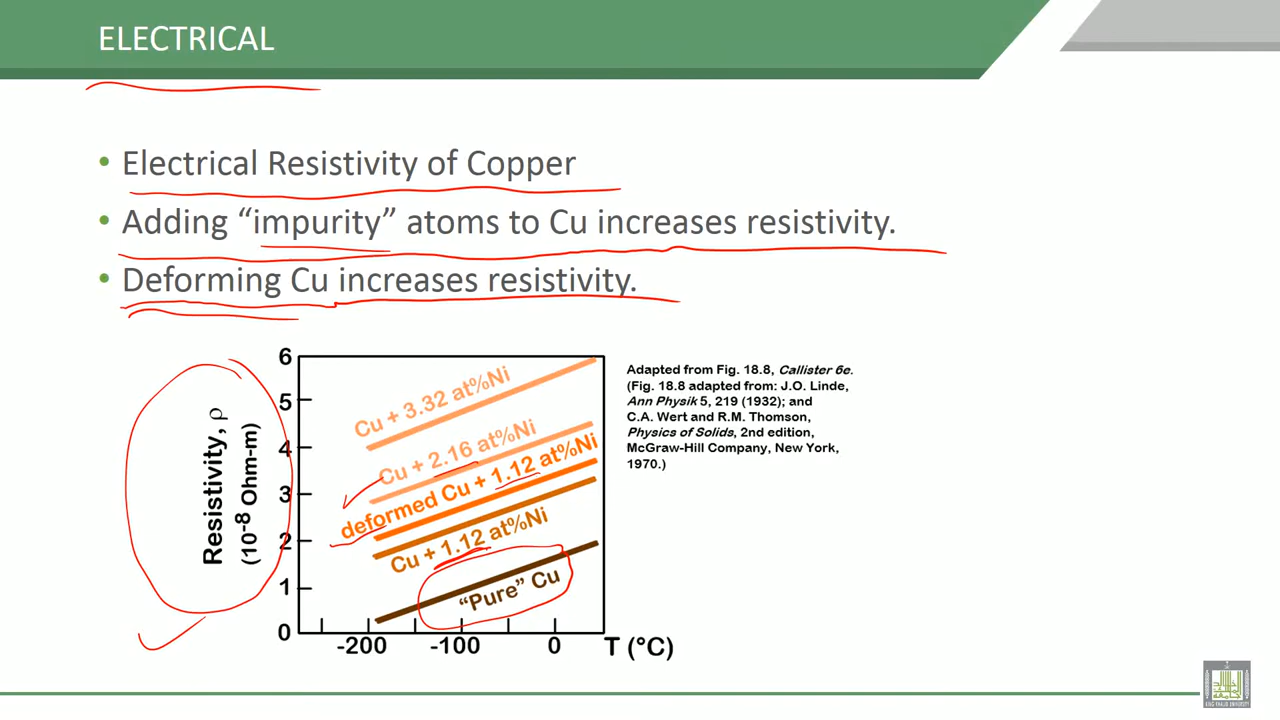 ELECTRICAL
• Electrical Resistivity of Copper
• Adding “impurity” atoms to Cu increases resistivity.
• Deforming Cu increases resistivity.
6
5
4
3
2
1
0
Resistivity, ρ
(10-8 Ohm-m)
Cu + 3.32 at%Ni
Cu + 2.16 at%Ni
deformed Cu + 1.12 at%Ni
Cu + 1.12 at%Ni
“Pure” Cu
-200 -100 0 T (°C)
Adapted from Fig. 18.8, Callister 6e.
(Fig. 18.8 adapted from: J.O. Linde,
Ann Physik 5, 219 (1932); and
C.A. Wert and R.M. Thomson,
Physics of Solids, 2nd edition,
McGraw-Hill Company, New York,
1970.)
KING KHALID UNIVERSITY